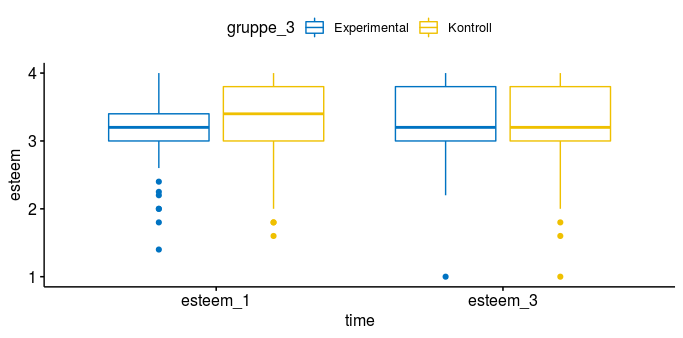 gruppe_3 Experimental Kontroll
4
3
2
1
esteem
esteem_1 esteem_3
time